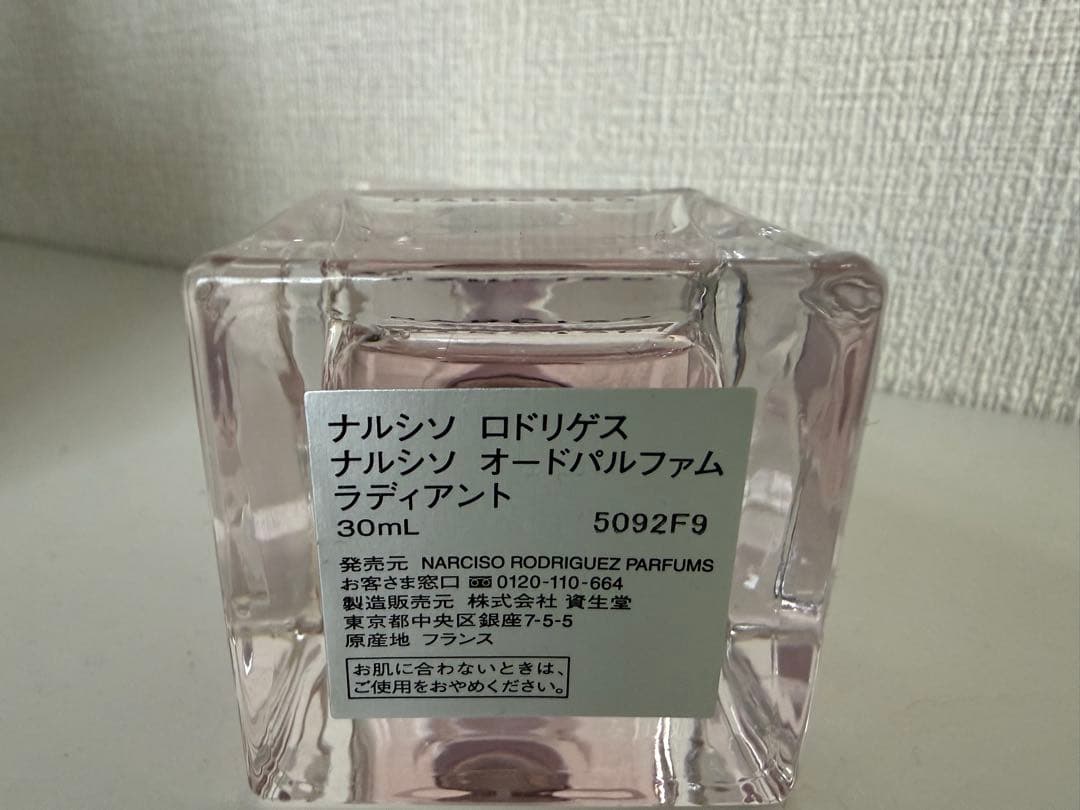 ナルシソ ロドリゲス
ナルシソ オードパルファム
ラディアント
30mL 5092F9
発売元 NARCISO RODRIGUEZ PARFUMS
お客さま窓口 0120-110-664
製造販売元 株式会社 資生堂
東京都中央区銀座7-5-5
原産地 フランス
お肌に合わないときは、
ご使用をおやめください。